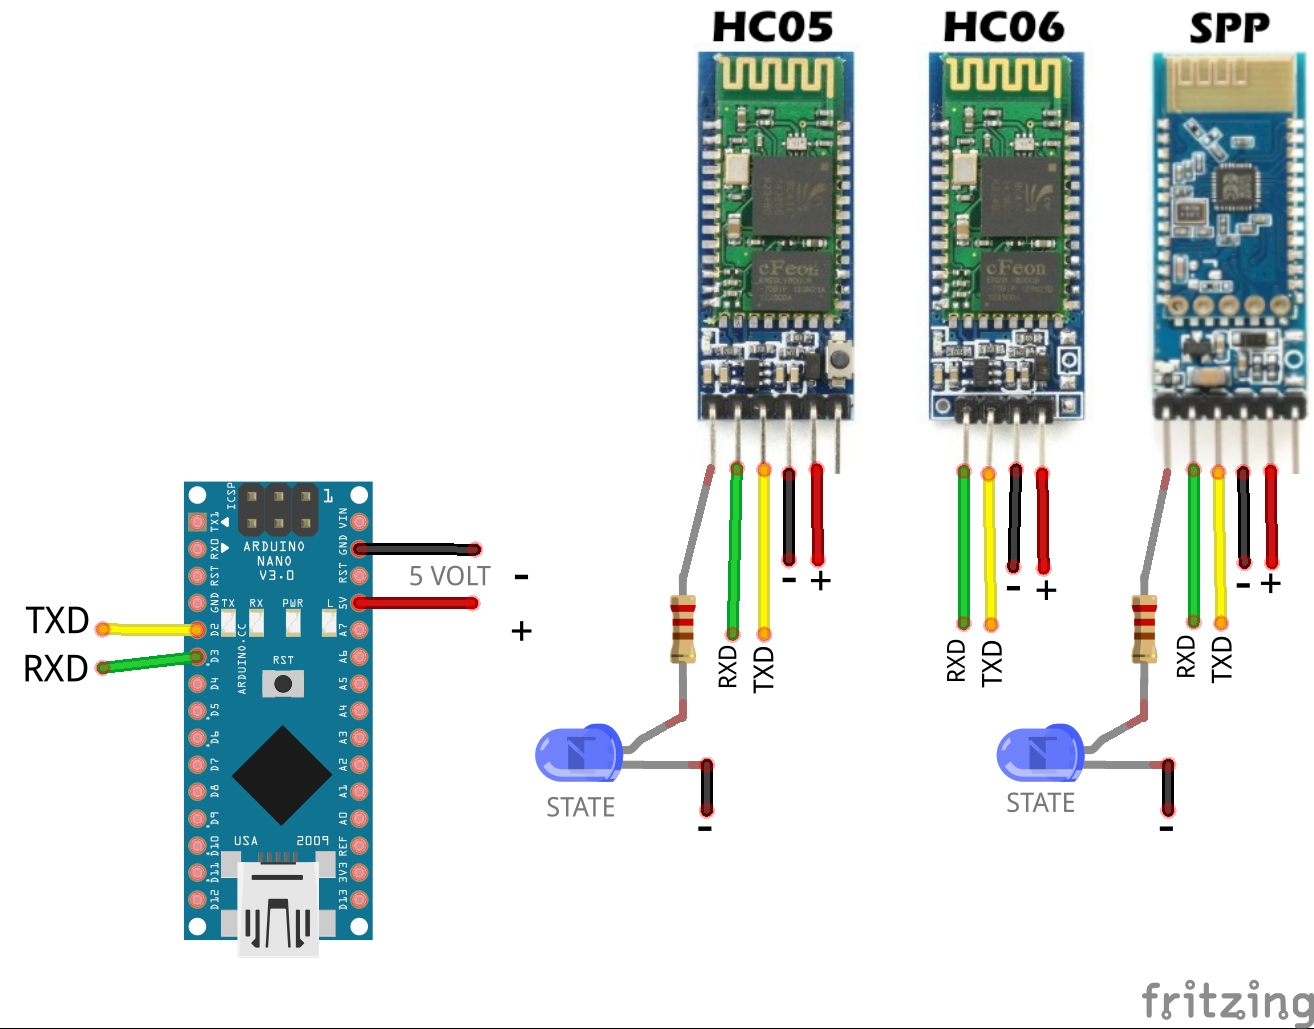 HC05
HC06
SPP
cFeon
cFeon
RXD
TXD
- +
RXD
TXD
- +
RXD
TXD
- +
STATE
-
STATE
-
TXD
RXD
5 VOLT
-
+
ICSP
1
ARDUINO
NANO
V3.0
TX RX PWR L
RST
ARDUINO.CC
USA
2009
TX1
RX0
RST
GND
D2
D3
D4
D5
D6
D7
D8
D9
D10
D11
D12
VIN
GND
RST
5V
A7
A6
A5
A4
A3
A2
A1
A0
REF
3V3
D13
fritzing